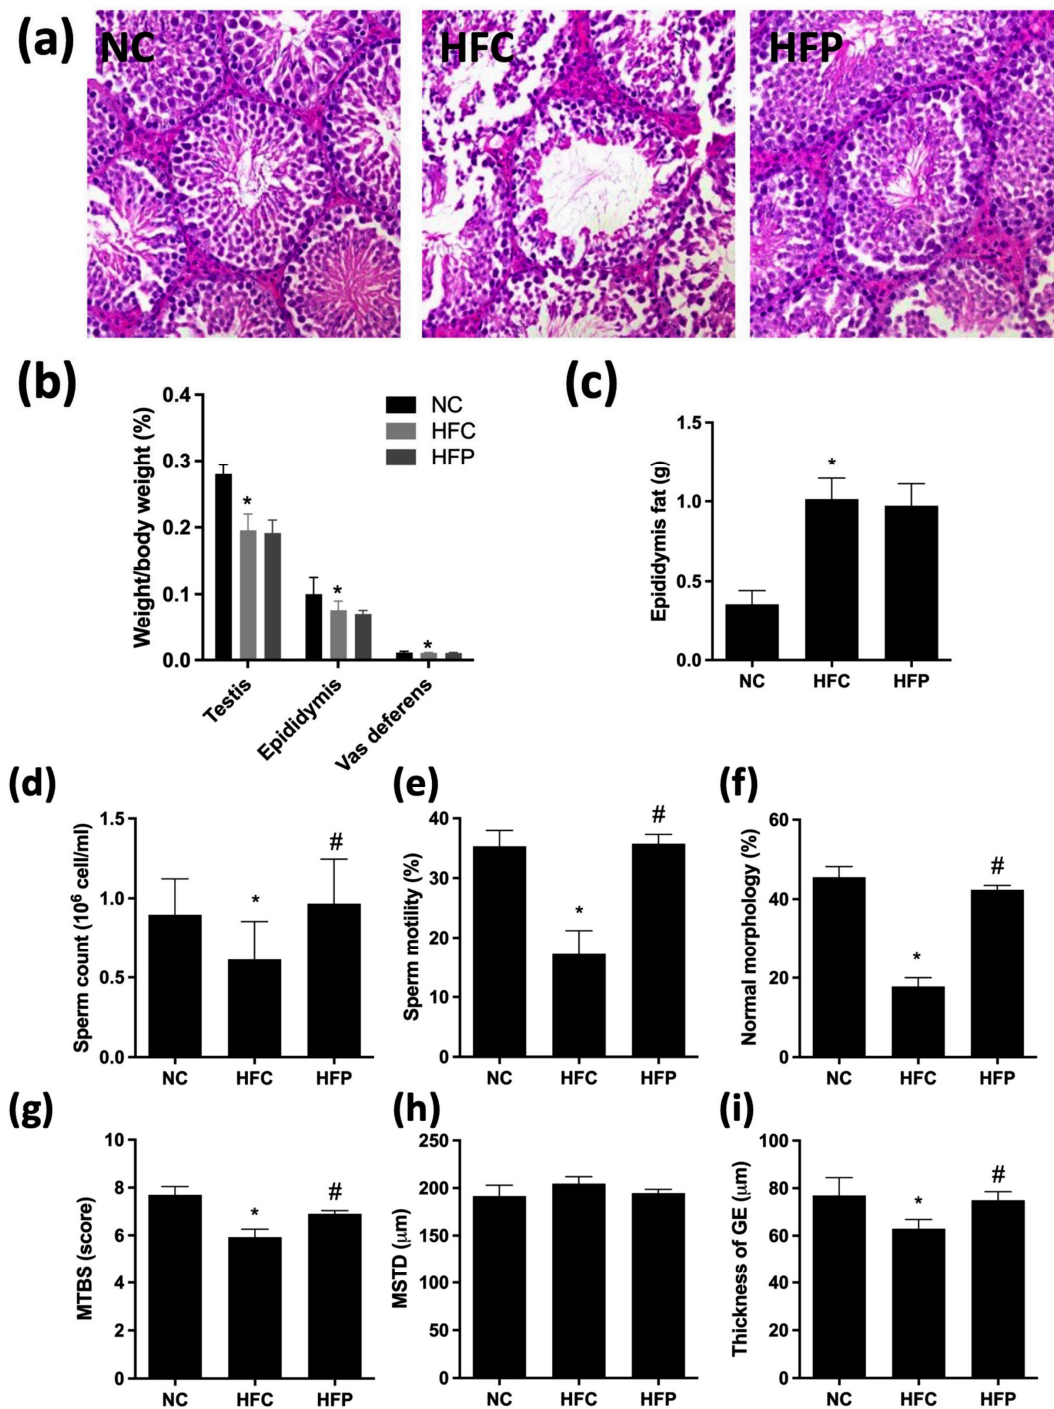 (a) NC HFC HFP
(b)
Weight/body weight (%)
0.4
0.3
0.2
0.1
0.0
NC
HFC
HFP
*
*
*
Testis
Epididymis
Vas deferens
(c)
Epididymis fat (g)
1.5
1.0
0.5
0.0
*
NC HFC HFP
(d)
Sperm count (10⁶ cell/ml)
1.5
1.0
0.5
0.0
*
#
NC HFC HFP
(e)
Sperm motility (%)
40
30
20
10
0
*
#
NC HFC HFP
(f)
Normal morphology (%)
60
40
20
0
*
#
NC HFC HFP
(g)
MTBS (score)
10
8
6
4
2
0
*
#
NC HFC HFP
(h)
MSTD (μm)
250
200
150
100
50
0
NC HFC HFP
(i)
Thickness of GE (μm)
100
80
60
40
20
0
*
#
NC HFC HFP